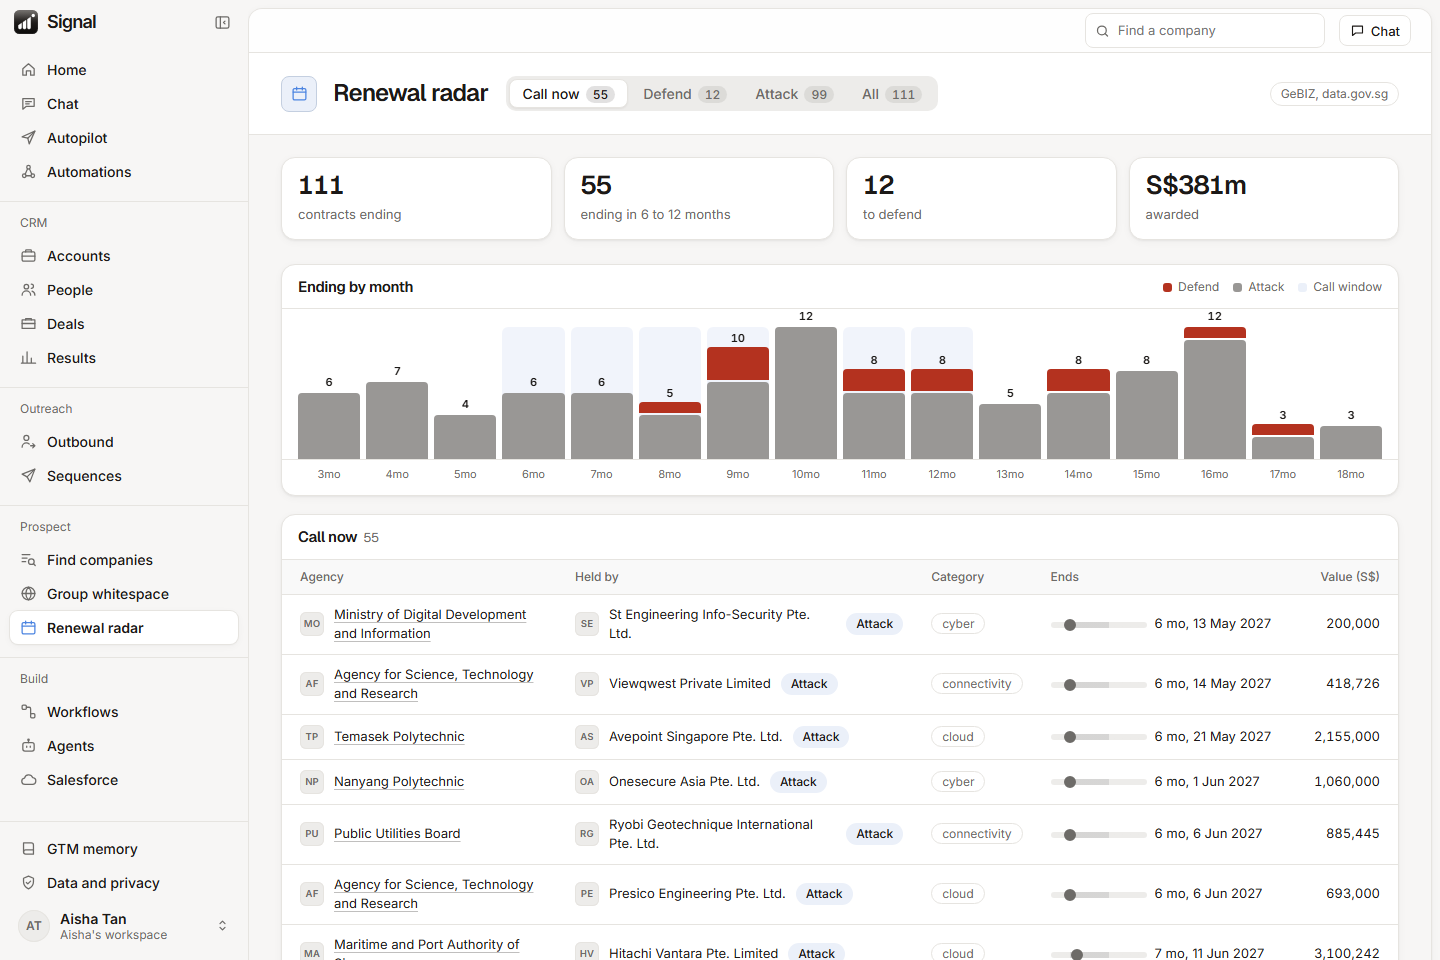 Signal
Find a company
Chat
Home
Chat
Autopilot
Automations
CRM
Accounts
People
Deals
Results
Outreach
Outbound
Sequences
Prospect
Find companies
Group whitespace
Renewal radar
Build
Workflows
Agents
Salesforce
GTM memory
Data and privacy
AT
Aisha Tan
Aisha's workspace
Renewal radar
Call now 55
Defend 12
Attack 99
All 111
GeBIZ, data.gov.sg
111
contracts ending
55
ending in 6 to 12 months
12
to defend
S$381m
awarded
Ending by month
Defend
Attack
Call window
6 7 4 6 6 5 10 12 8 8 5 8 8 12 3 3
3mo 4mo 5mo 6mo 7mo 8mo 9mo 10mo 11mo 12mo 13mo 14mo 15mo 16mo 17mo 18mo
Call now 55
Agency Held by Category Ends Value (S$)
MO Ministry of Digital Development
and Information
SE St Engineering Info-Security Pte.
Ltd.
Attack cyber 6 mo, 13 May 2027 200,000
AF Agency for Science, Technology
and Research
VP Viewqwest Private Limited Attack connectivity 6 mo, 14 May 2027 418,726
TP Temasek Polytechnic AS Avepoint Singapore Pte. Ltd. Attack cloud 6 mo, 21 May 2027 2,155,000
NP Nanyang Polytechnic OA Onesecure Asia Pte. Ltd. Attack cyber 6 mo, 1 Jun 2027 1,060,000
PU Public Utilities Board
RG Ryobi Geotechnique International
Pte. Ltd.
Attack connectivity 6 mo, 6 Jun 2027 885,445
AF Agency for Science, Technology
and Research
PE Presico Engineering Pte. Ltd. Attack cloud 6 mo, 6 Jun 2027 693,000
MA Maritime and Port Authority of
HV Hitachi Vantara Pte. Limited Attack cloud 7 mo, 11 Jun 2027 3,100,242